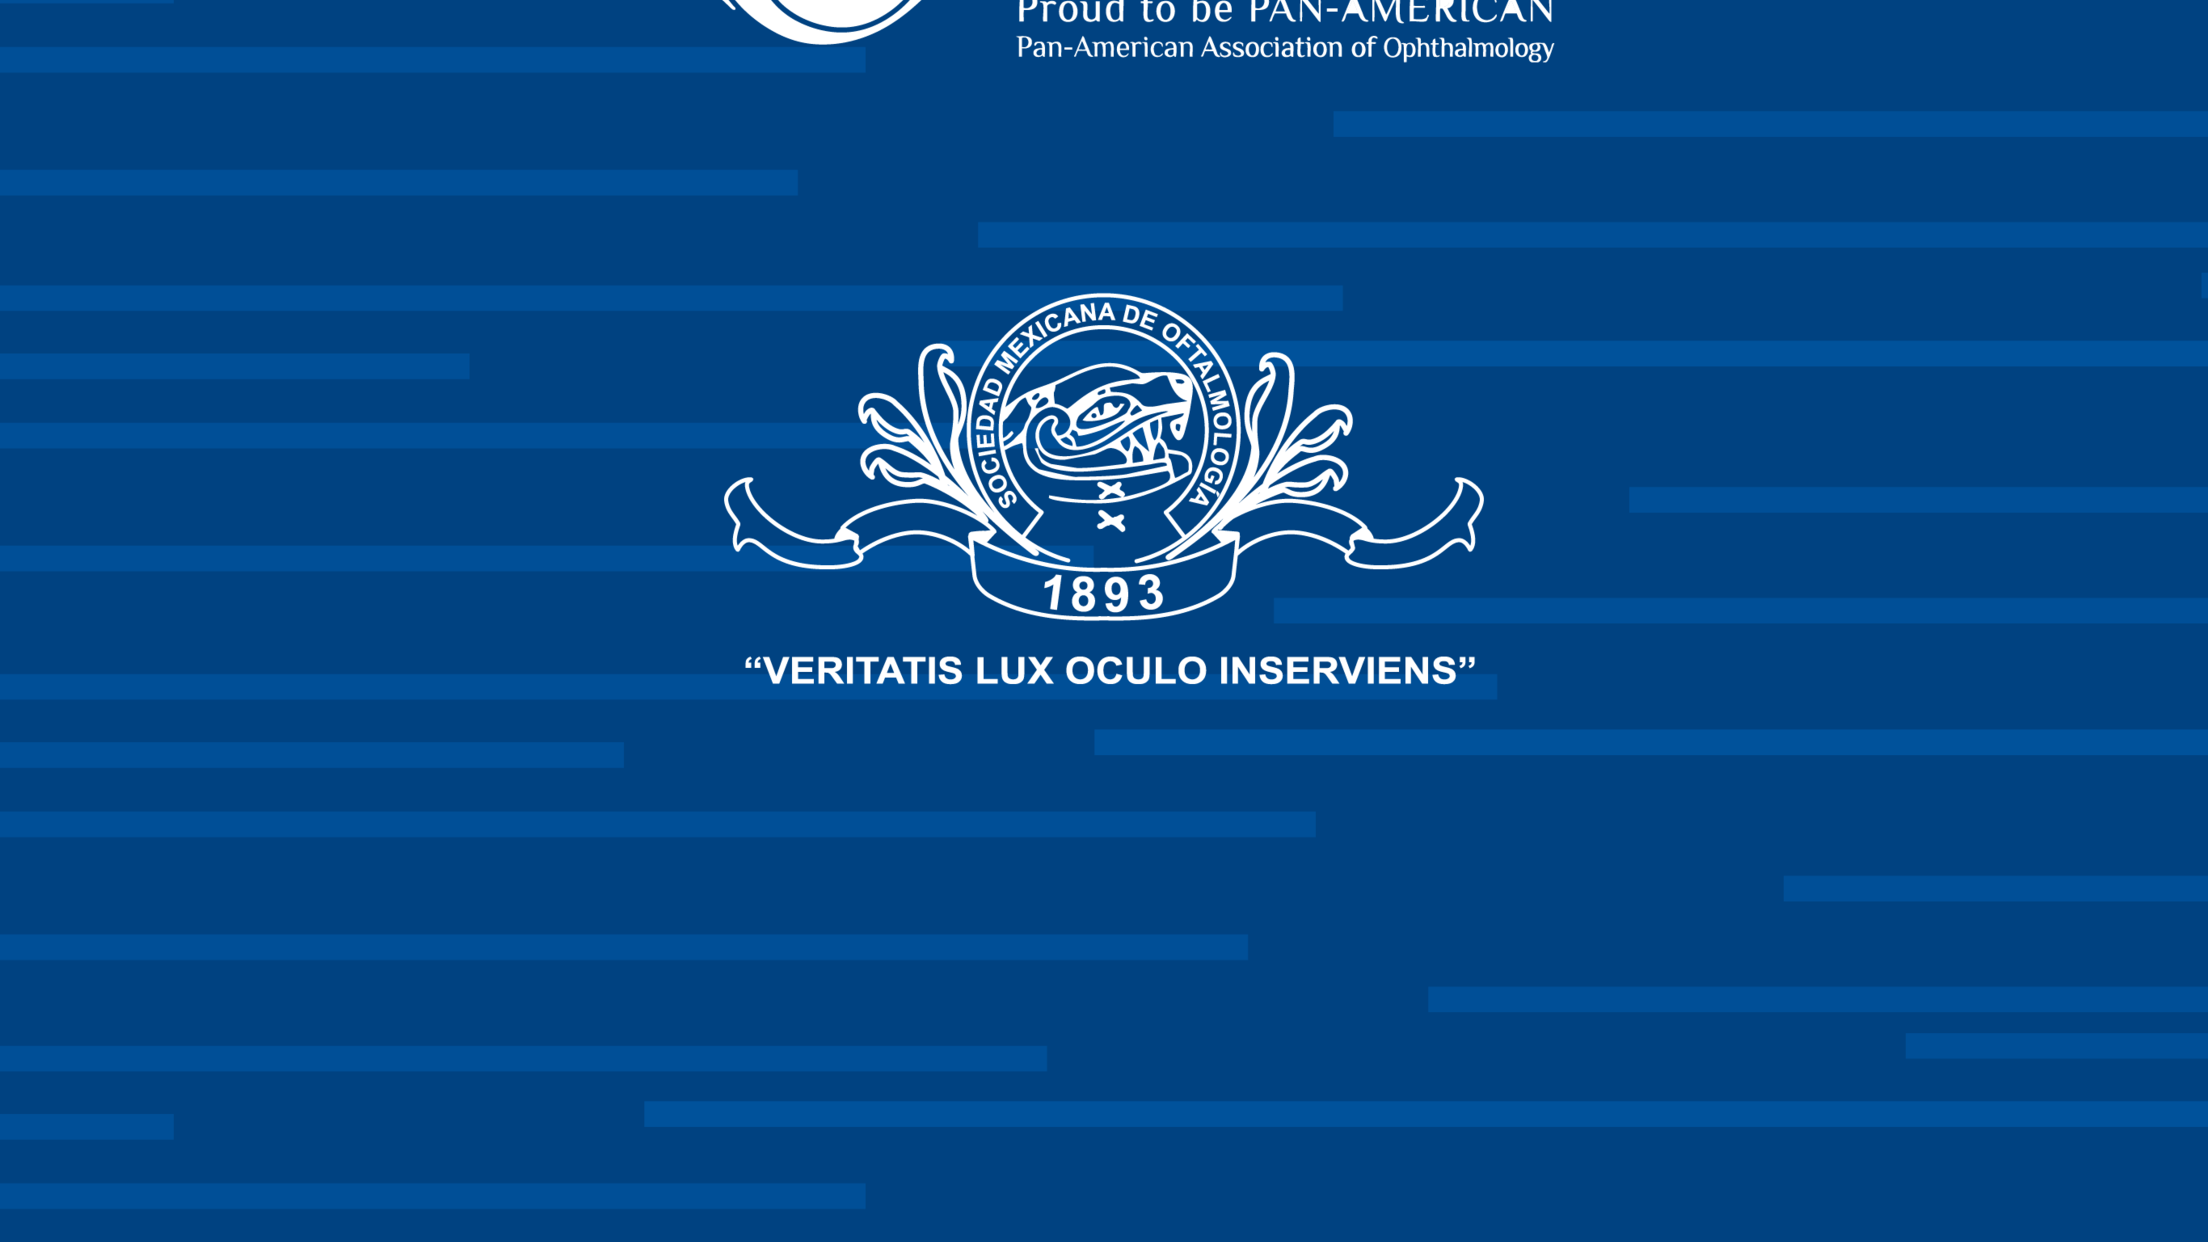 Proud to be PAN-AMERICAN
Pan-American Association of Ophthalmology
SOCIEDAD MEXICANA DE OFTALMOLOGÍA
1893
“VERITATIS LUX OCULO INSERVIENS”